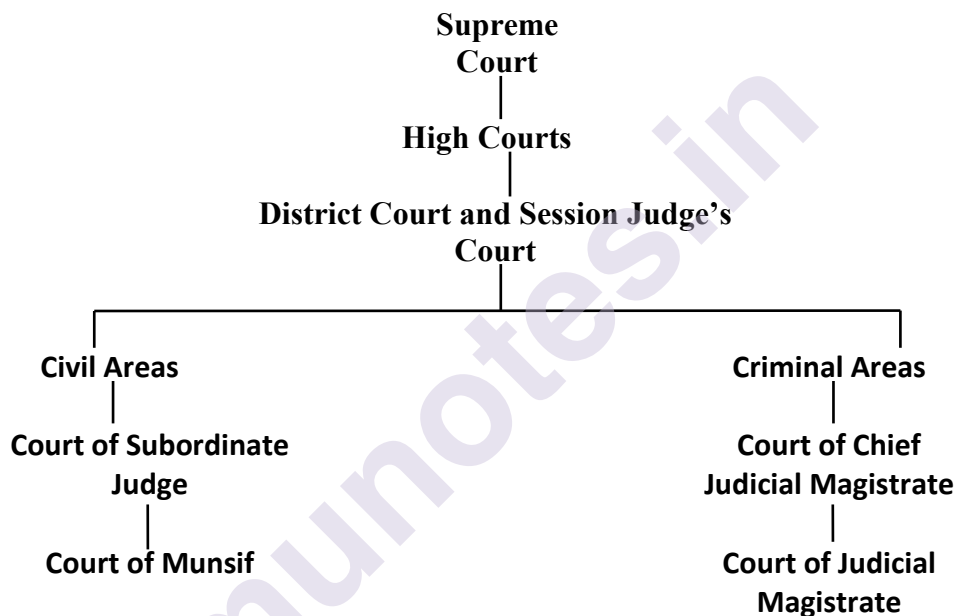 Supreme
Court
High Courts
District Court and Session Judge's
Court
Civil Areas
Criminal Areas
Court of Subordinate
Judge
Court of Chief
Judicial Magistrate
Court of Munsif
Court of Judicial
Magistrate
munotes.in